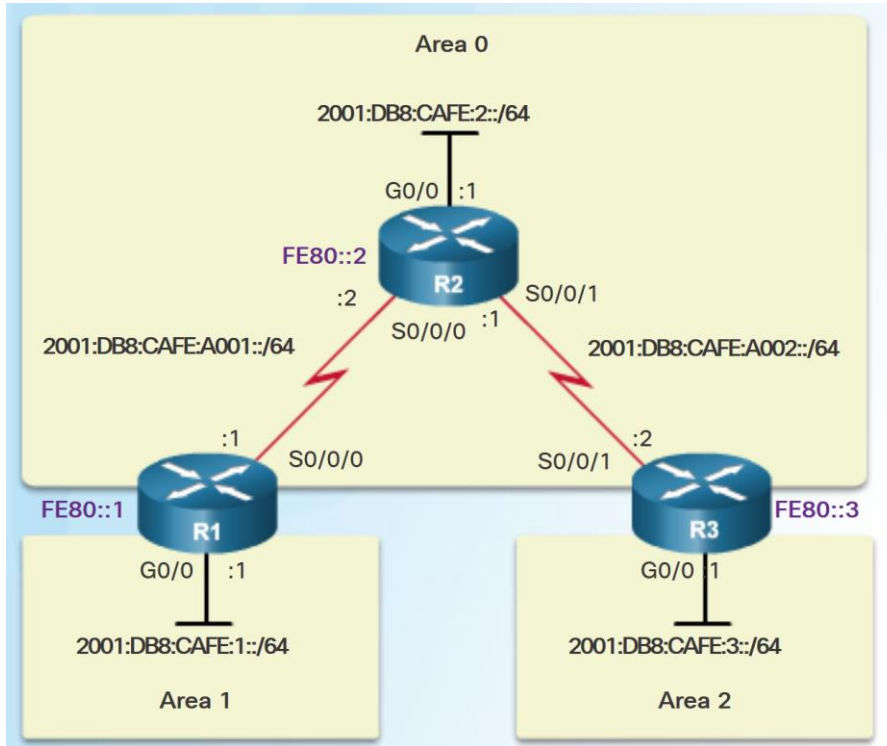 Area 0
2001:DB8:CAFE:2::/64
G0/0 :1
FE80::2
R2
:2
S0/0/0
:1
S0/0/1
2001:DB8:CAFE:A001::/64
2001:DB8:CAFE:A002::/64
:1
S0/0/0
:2
S0/0/1
FE80::1
R1
R3
FE80::3
G0/0 :1
G0/0 :1
2001:DB8:CAFE:1::/64
2001:DB8:CAFE:3::/64
Area 1
Area 2